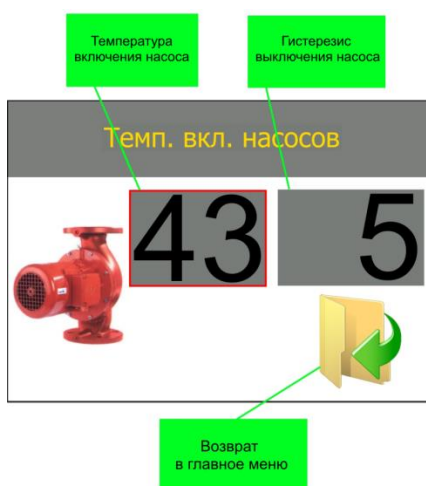 Температура
включения насоса
Гистерезис
выключения насоса
Темп. вкл. насосов
43
5
Возврат
в главное меню